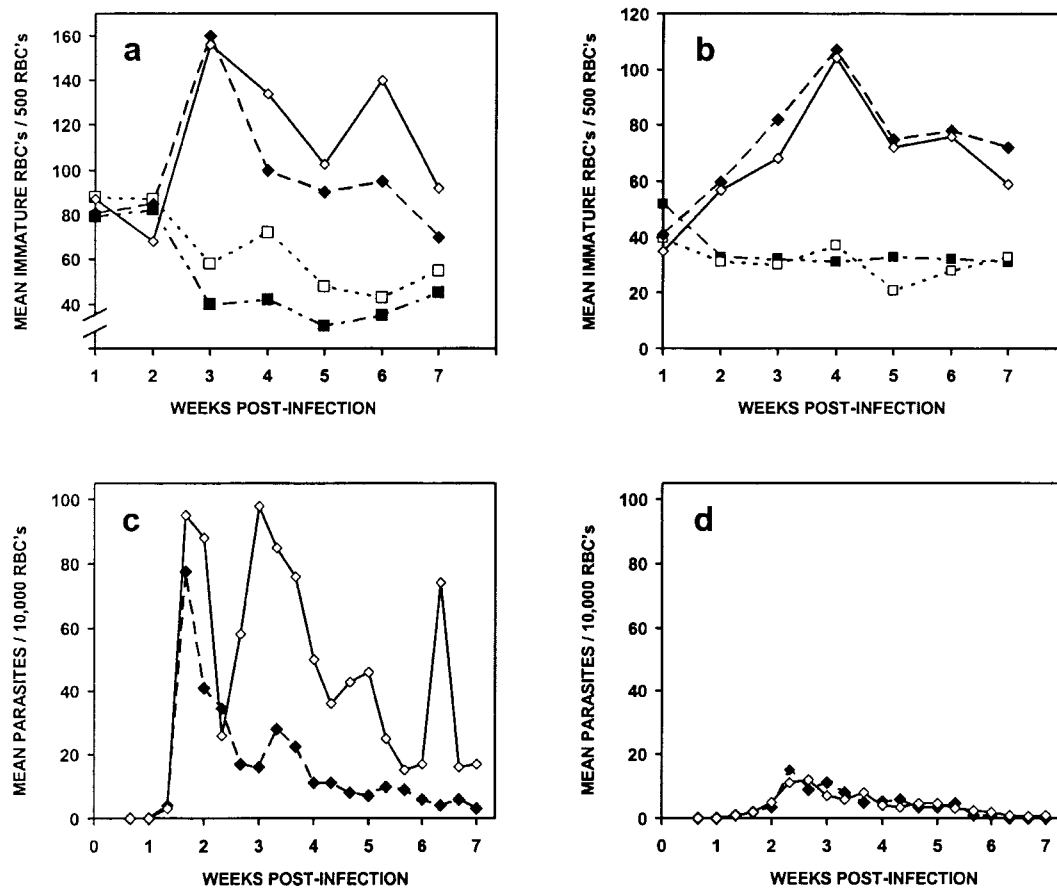 a
MEAN IMMATURE RBC's / 500 RBC's
160
140
120
100
80
60
40
1 2 3 4 5 6 7
WEEKS POST-INFECTION
b
MEAN IMMATURE RBC's / 500 RBC's
120
100
80
60
40
20
0
1 2 3 4 5 6 7
WEEKS POST-INFECTION
c
MEAN PARASITES / 10,000 RBC's
100
80
60
40
20
0
0 1 2 3 4 5 6 7
WEEKS POST-INFECTION
d
MEAN PARASITES / 10,000 RBC's
100
80
60
40
20
0
0 1 2 3 4 5 6 7
WEEKS POST-INFECTION